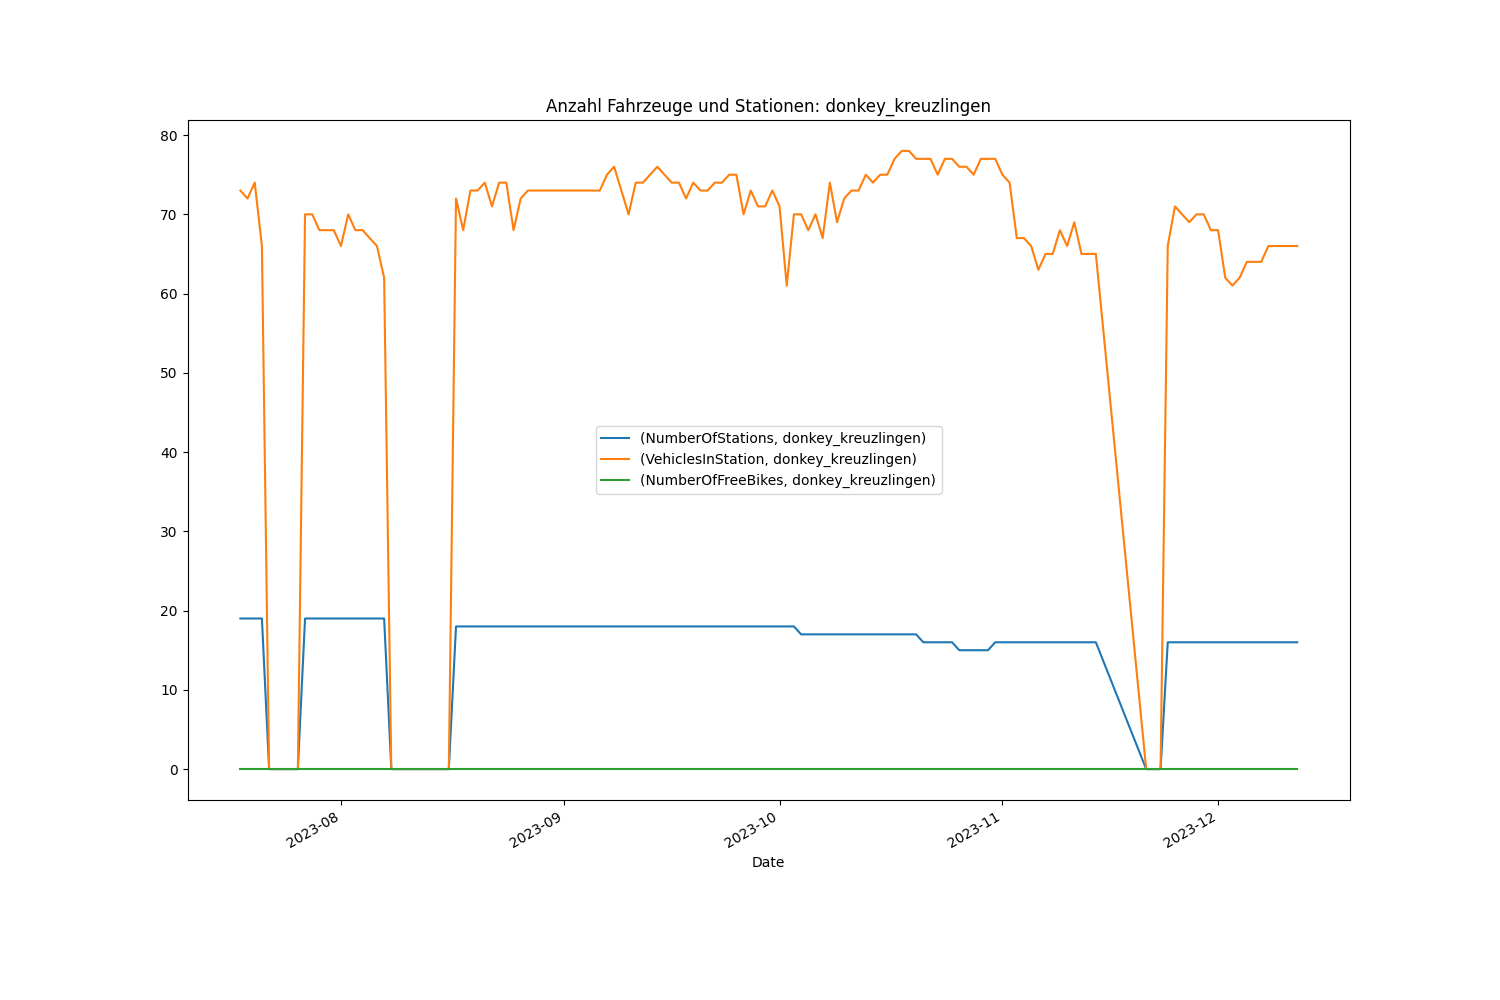 Anzahl Fahrzeuge und Stationen: donkey_kreuzlingen
80
70
60
50
40
30
20
10
0
(NumberOfStations, donkey_kreuzlingen)
(VehiclesInStation, donkey_kreuzlingen)
(NumberOfFreeBikes, donkey_kreuzlingen)
2023-08
2023-09
2023-10
2023-11
2023-12
Date